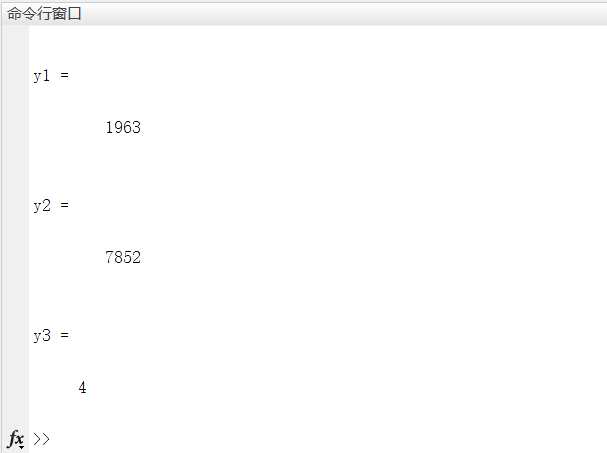 命令行窗口
y1 =
1963
y2 =
7852
y3 =
4
fx >>